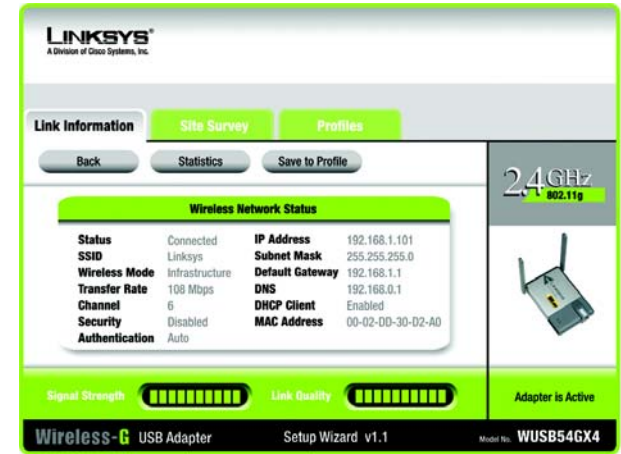 LINKSYS®
A Division of Cisco Systems, Inc.
Link Information Site Survey Profiles
Back Statistics Save to Profile
2.4GHz
802.11g
Wireless Network Status
Status Connected IP Address 192.168.1.101
SSID Linksys Subnet Mask 255.255.255.0
Wireless Mode Infrastructure Default Gateway 192.168.1.1
Transfer Rate 108 Mbps DNS 192.168.0.1
Channel 6 DHCP Client Enabled
Security Disabled MAC Address 00-02-DD-30-D2-A0
Authentication Auto
Signal Strength Link Quality Adapter is Active
Wireless-G USB Adapter Setup Wizard v1.1 Model No. WUSB54GX4